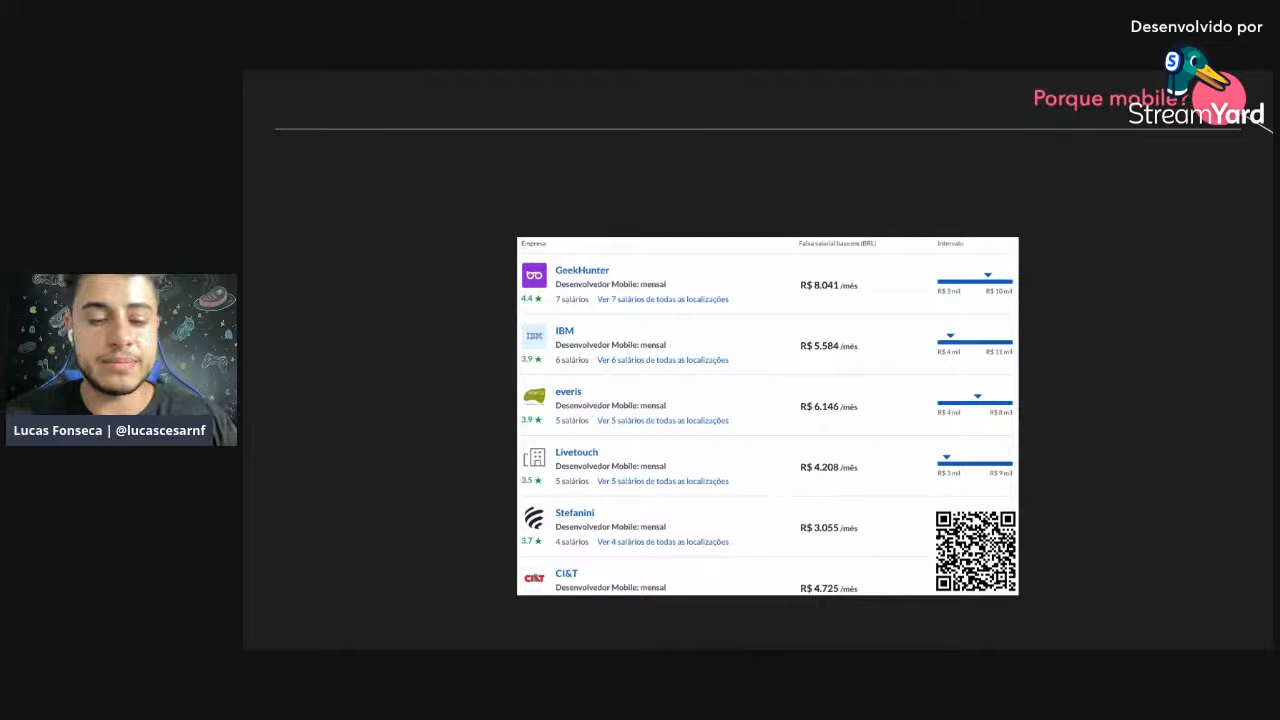 Desenvolvido por
StreamYard
Porque mobile?
Empresa Faixa salarial base em (BRL) Intervalo
GeekHunter
Desenvolvedor Mobile: mensal
R$ 8.041 /mês
R$ 3 mil R$ 10 mil
4.4 ★ 7 salários Ver 7 salários de todas as localizações
IBM
IBM
Desenvolvedor Mobile: mensal
R$ 5.584 /mês
R$ 4 mil R$ 11 mil
3.9 ★ 6 salários Ver 6 salários de todas as localizações
everis
Desenvolvedor Mobile: mensal
R$ 6.146 /mês
R$ 4 mil R$ 8 mil
3.9 ★ 5 salários Ver 5 salários de todas as localizações
Livetouch
Desenvolvedor Mobile: mensal
R$ 4.208 /mês
R$ 3 mil R$ 9 mil
3.5 ★ 5 salários Ver 5 salários de todas as localizações
Stefanini
Desenvolvedor Mobile: mensal
R$ 3.055 /mês
3.7 ★ 4 salários Ver 4 salários de todas as localizações
CI&T
CI&T
Desenvolvedor Mobile: mensal
R$ 4.725 /mês
Lucas Fonseca | @lucascesarnf